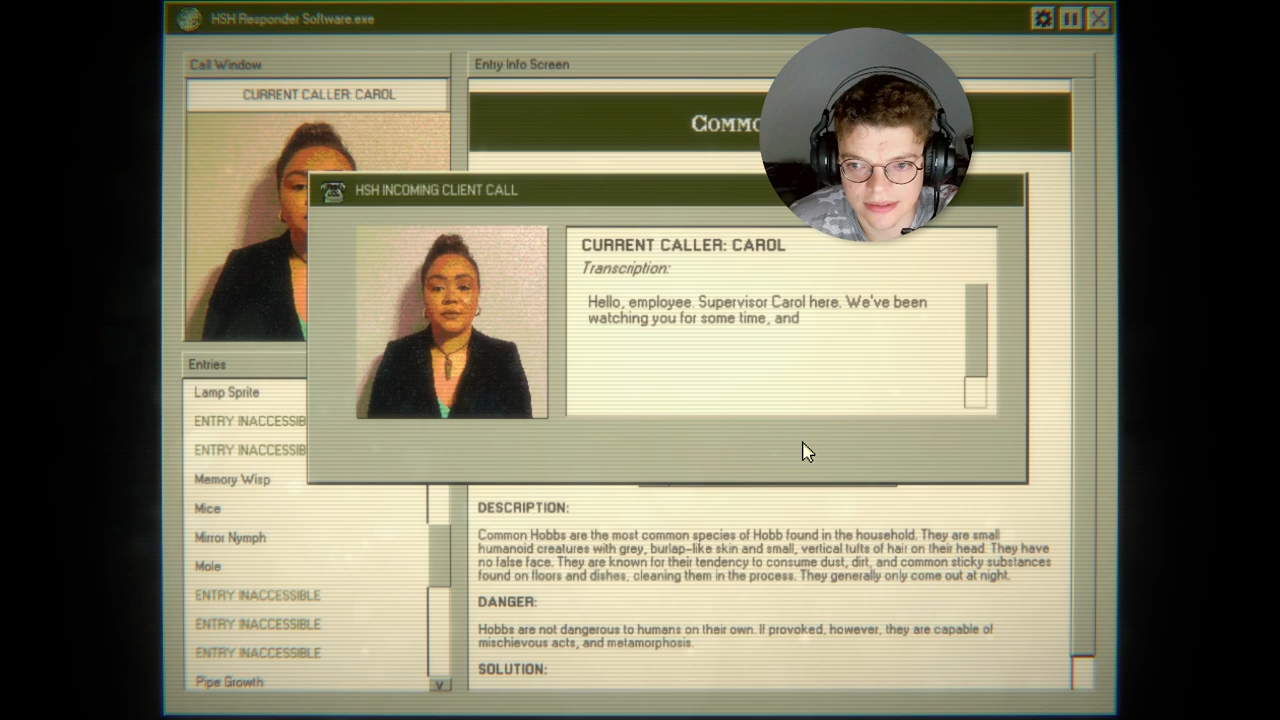 HSH Responder Software.exe
Call Window
CURRENT CALLER: CAROL
Entry Info Screen
HSH INCOMING CLIENT CALL
CURRENT CALLER: CAROL
Transcription:
Hello, employee. Supervisor Carol here. We've been
watching you for some time, and
Entries
Lamp Sprite
ENTRY INACCESSIB
ENTRY INACCESSIB
Memory Wisp
Mice
Mirror Nymph
Mole
ENTRY INACCESSIBLE
ENTRY INACCESSIBLE
ENTRY INACCESSIBLE
Pipe Growth
DESCRIPTION:
Common Hobbs are the most common species of Hobb found in the household. They are small
humanoid creatures with grey, burlap-like skin and small, vertical tufts of hair on their head. They have
no false face. They are known for their tendency to consume dust, dirt, and common sticky substances
found on floors and dishes, cleaning them in the process. They generally only come out at night.
DANGER:
Hobbs are not dangerous to humans on their own. If provoked, however, they are capable of
mischievous acts, and metamorphosis.
SOLUTION: